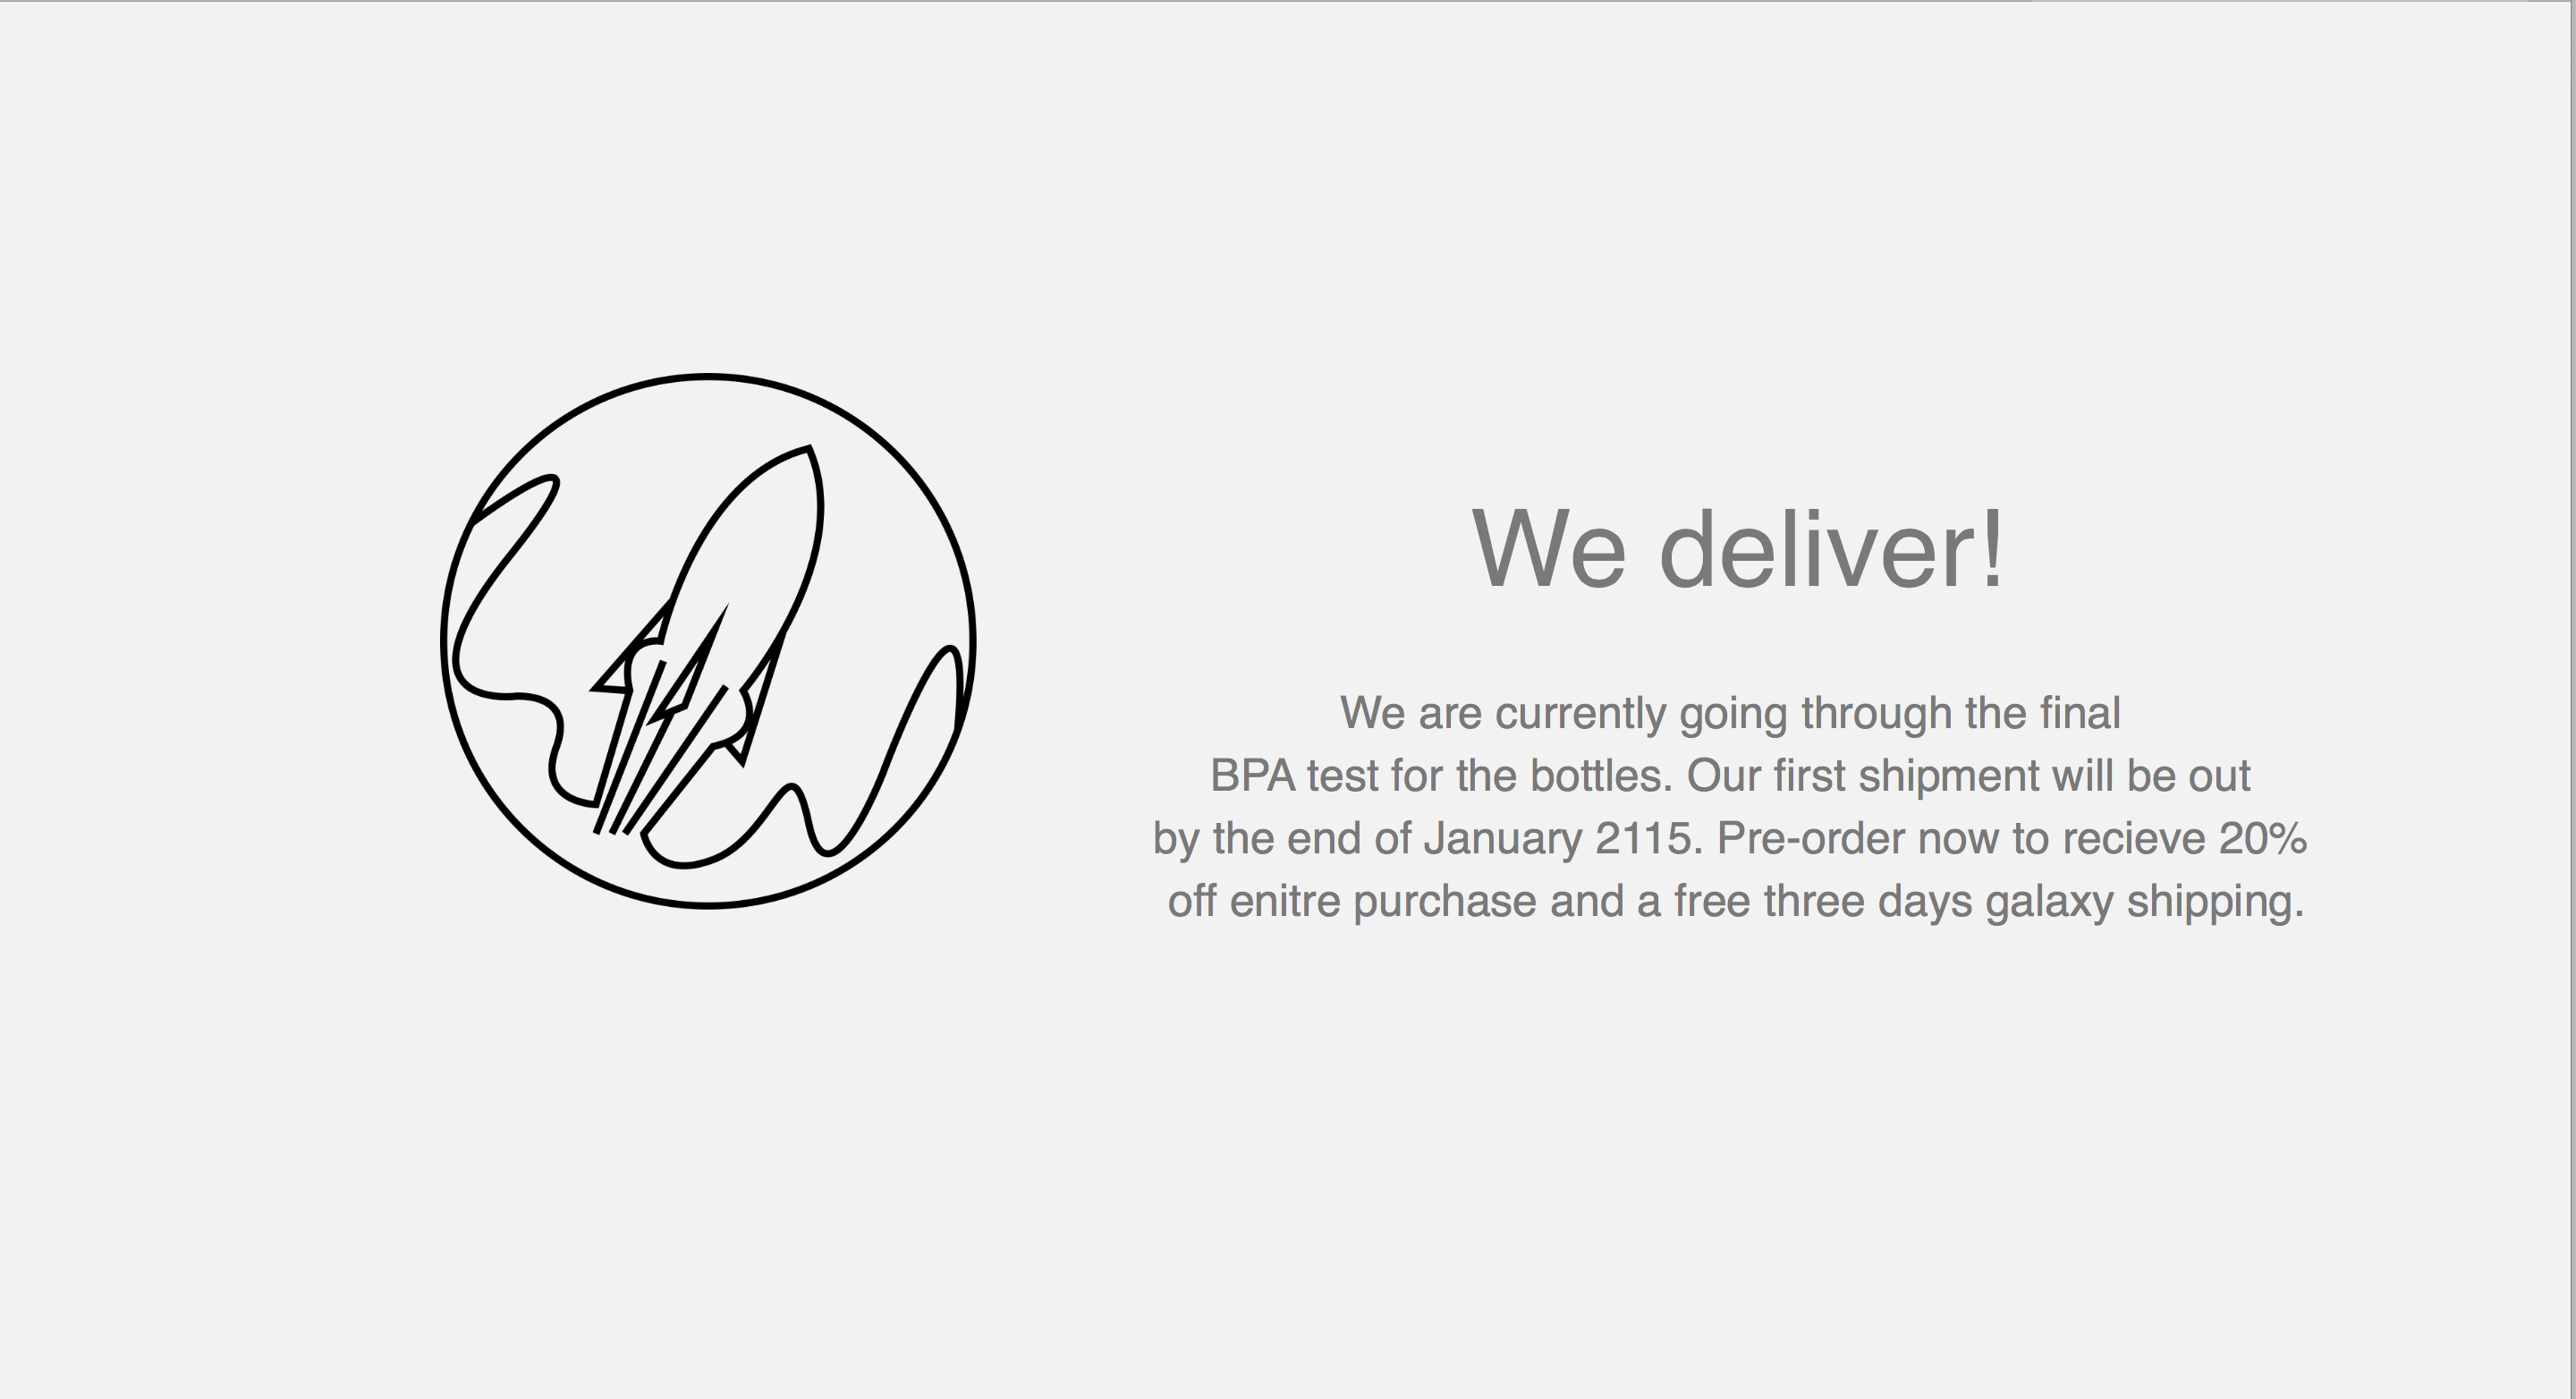 We deliver!
We are currently going through the final
BPA test for the bottles. Our first shipment will be out
by the end of January 2115. Pre-order now to recieve 20%
off enitre purchase and a free three days galaxy shipping.